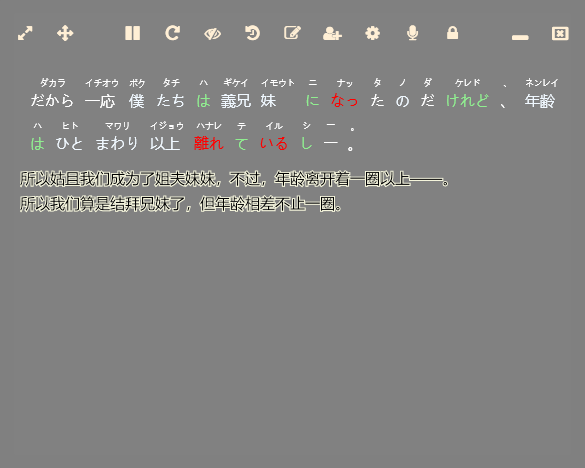 ダカラ イチオウ ボク タチ ハ ギケイ イモウト ニ ナッ タ ノ ダ ケレド 、 ネンレイ
だから 一応 僕 たち は 義兄 妹 に なっ た の だ けれど 、 年齢
ハ ヒト マワリ イジョウ ハナレ テ イル シ ー 。
は ひと まわり 以上 離れ て いる し ー 。
所以姑且我们成为了姐夫妹妹，不过，年龄离开着一圈以上——。
所以我们算是结拜兄妹了，但年龄相差不止一圈。